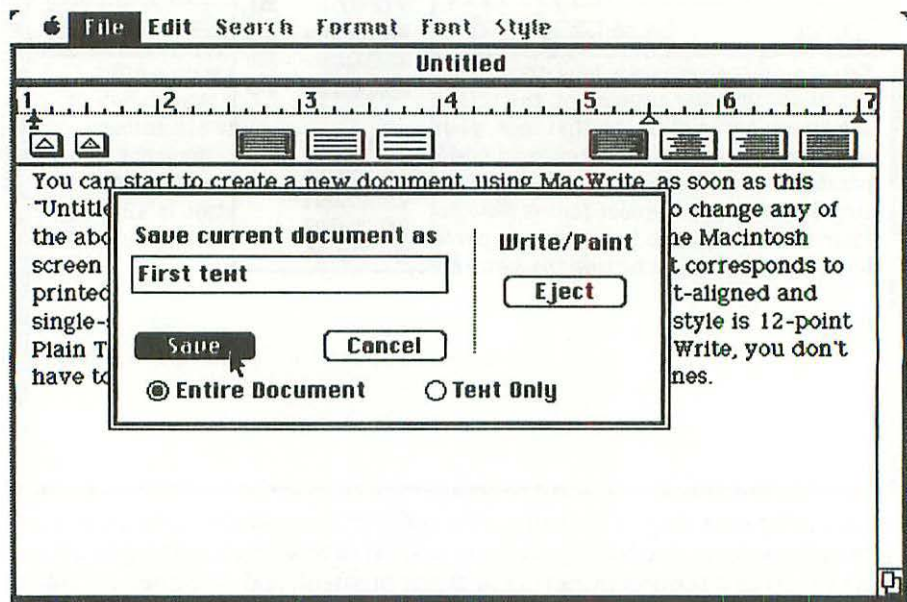 File Edit Search Format Font Style
Untitled
1 2 3 4 5 6 7
You can start to create a new document, using MacWrite, as soon as this
"Untitle
o change any of
the abo
he Macintosh
screen
t corresponds to
printed
t-aligned and
single-s
style is 12-point
Plain T
Write, you don't
have to
nes.
Save current document as
First text
Write/Paint
Eject
Save
Cancel
Entire Document
Text Only